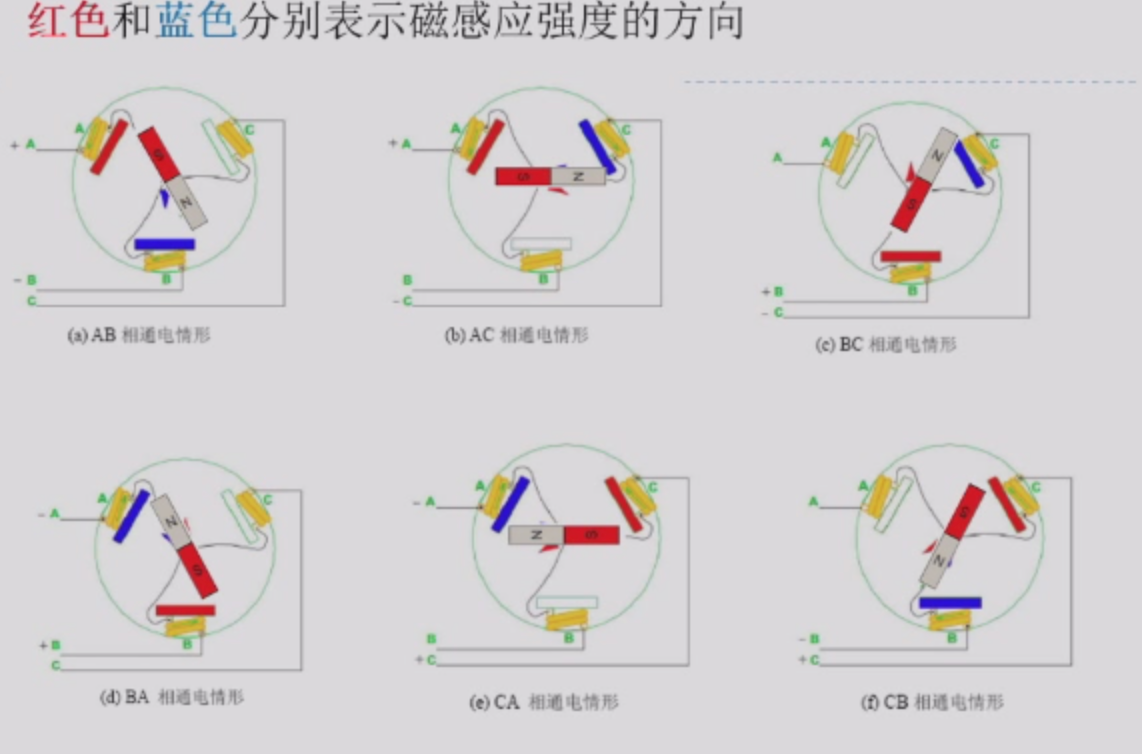 红色和蓝色分别表示磁感应强度的方向
A C
+ A
S
N
- B
B
C
(a) AB 相通电情形
A C
+ A
S N
B
B
- C
(b) AC 相通电情形
A C
A
N
S
+ B
B
- C
(c) BC 相通电情形
A C
- A
N
S
+ B
B
C
(d) BA 相通电情形
A C
- A
N S
B
B
+ C
(e) CA 相通电情形
A C
A
S
N
- B
B
+ C
(f) CB 相通电情形